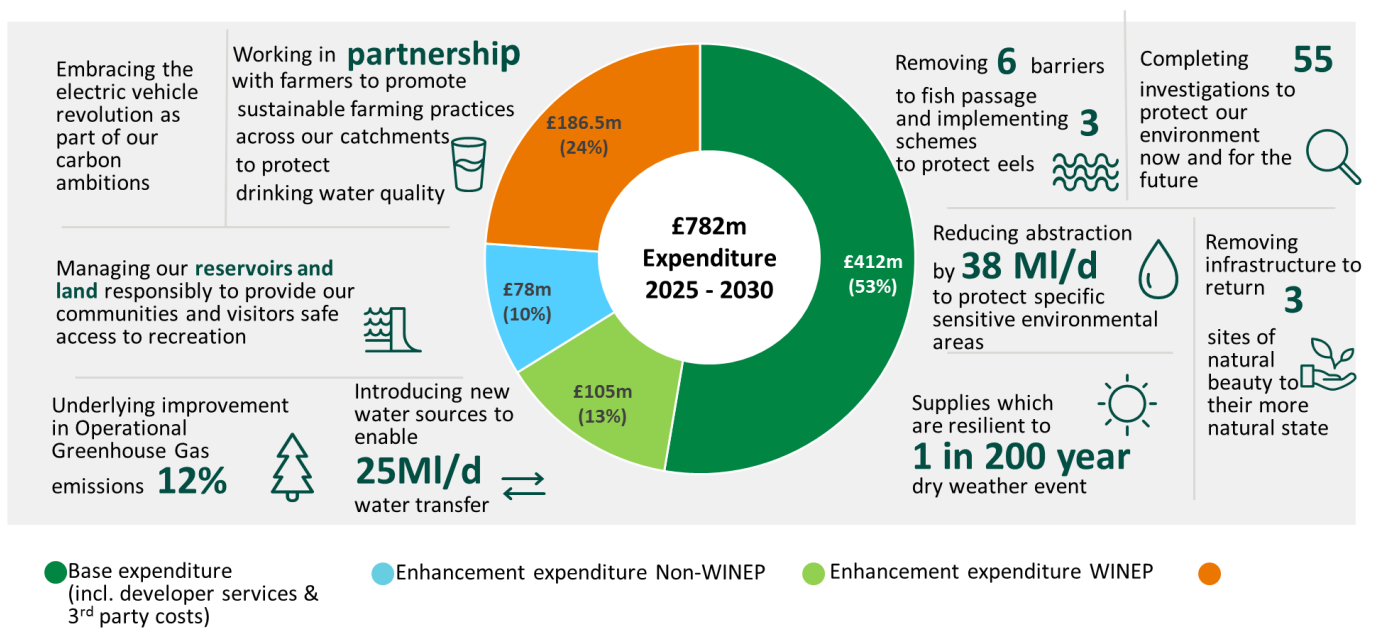 Embracing the
electric vehicle
revolution as
part of our
carbon
ambitions
Working in partnership
with farmers to promote
sustainable farming practices
across our catchments
to protect
drinking water quality
Managing our reservoirs and
land responsibly to provide our
communities and visitors safe
access to recreation
Underlying improvement
in Operational
Greenhouse Gas
emissions 12%
Introducing new
water sources to
enable
25Ml/d
water transfer
£186.5m
(24%)
£78m
(10%)
£105m
(13%)
£412m
(53%)
£782m
Expenditure
2025 - 2030
Removing 6 barriers
to fish passage
and implementing 3
schemes
to protect eels
Completing 55
investigations to
protect our
environment
now and for the
future
Reducing abstraction
by 38 Ml/d
to protect specific
sensitive environmental
areas
Removing
infrastructure to
return 3
sites of
natural
beauty to
their more
natural state
Supplies which
are resilient to
1 in 200 year
dry weather event
Base expenditure
(incl. developer services &
3rd party costs)
Enhancement expenditure Non-WINEP
Enhancement expenditure WINEP